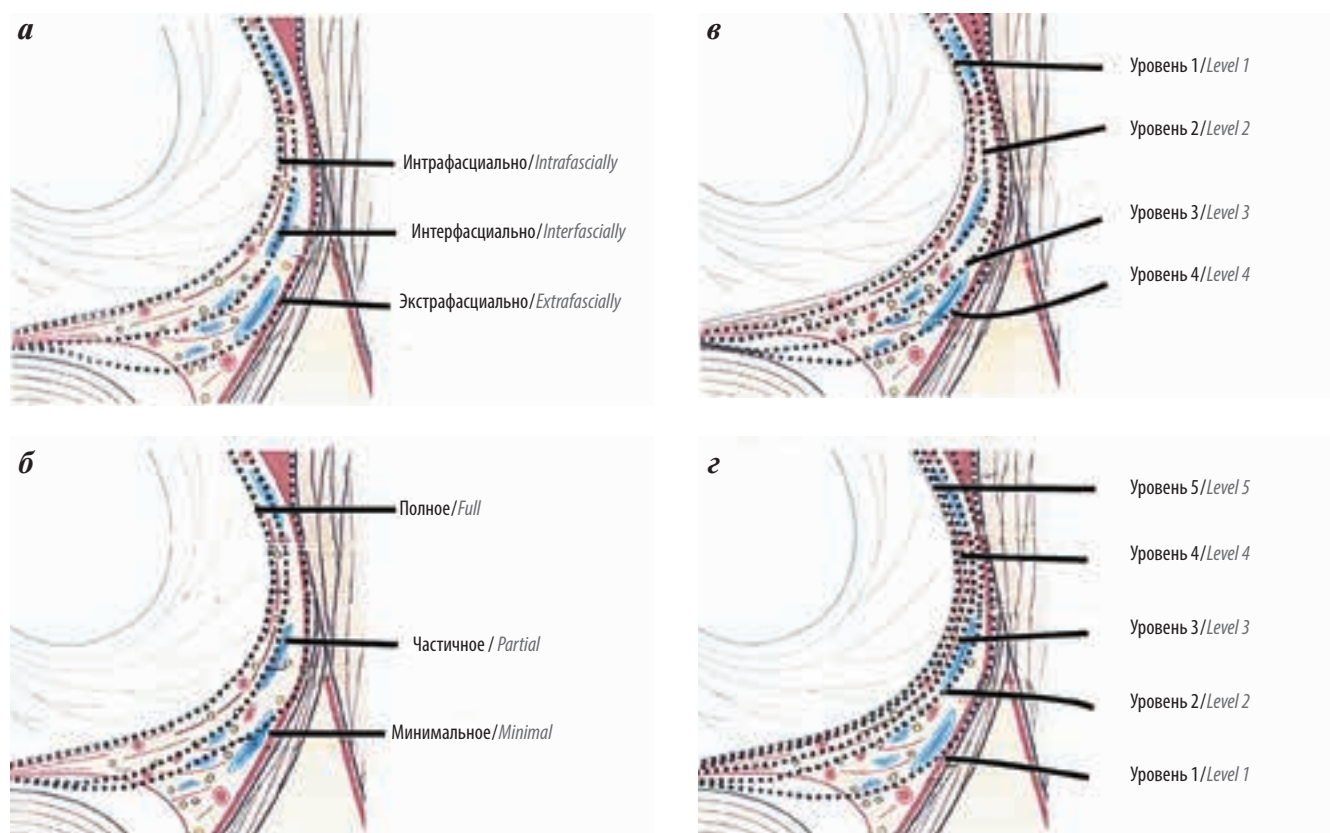 а
Интрафасциально/Intrafascially
Интерфасциально/Interfascially
Экстрафасциально/Extrafascially
в
Уровень 1/Level 1
Уровень 2/Level 2
Уровень 3/Level 3
Уровень 4/Level 4
б
Полное/Full
Частичное / Partial
Минимальное/Minimal
г
Уровень 5/Level 5
Уровень 4/Level 4
Уровень 3/Level 3
Уровень 2/Level 2
Уровень 1/Level 1